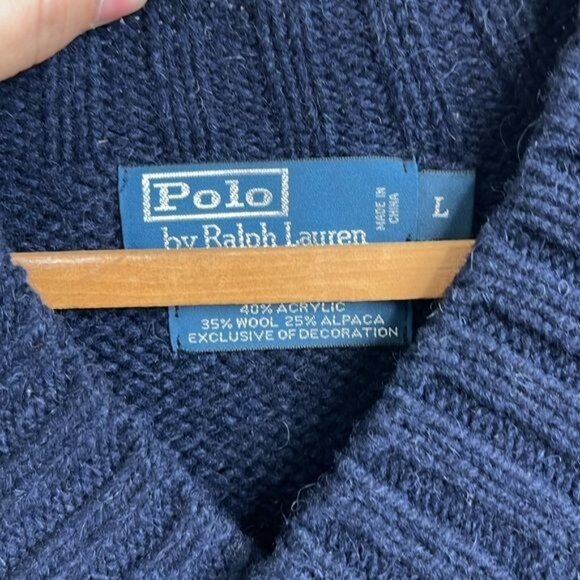 Polo
by Ralph Lauren
MADE IN
CHINA
L
40% ACRYLIC
35% WOOL 25% ALPACA
EXCLUSIVE OF DECORATION